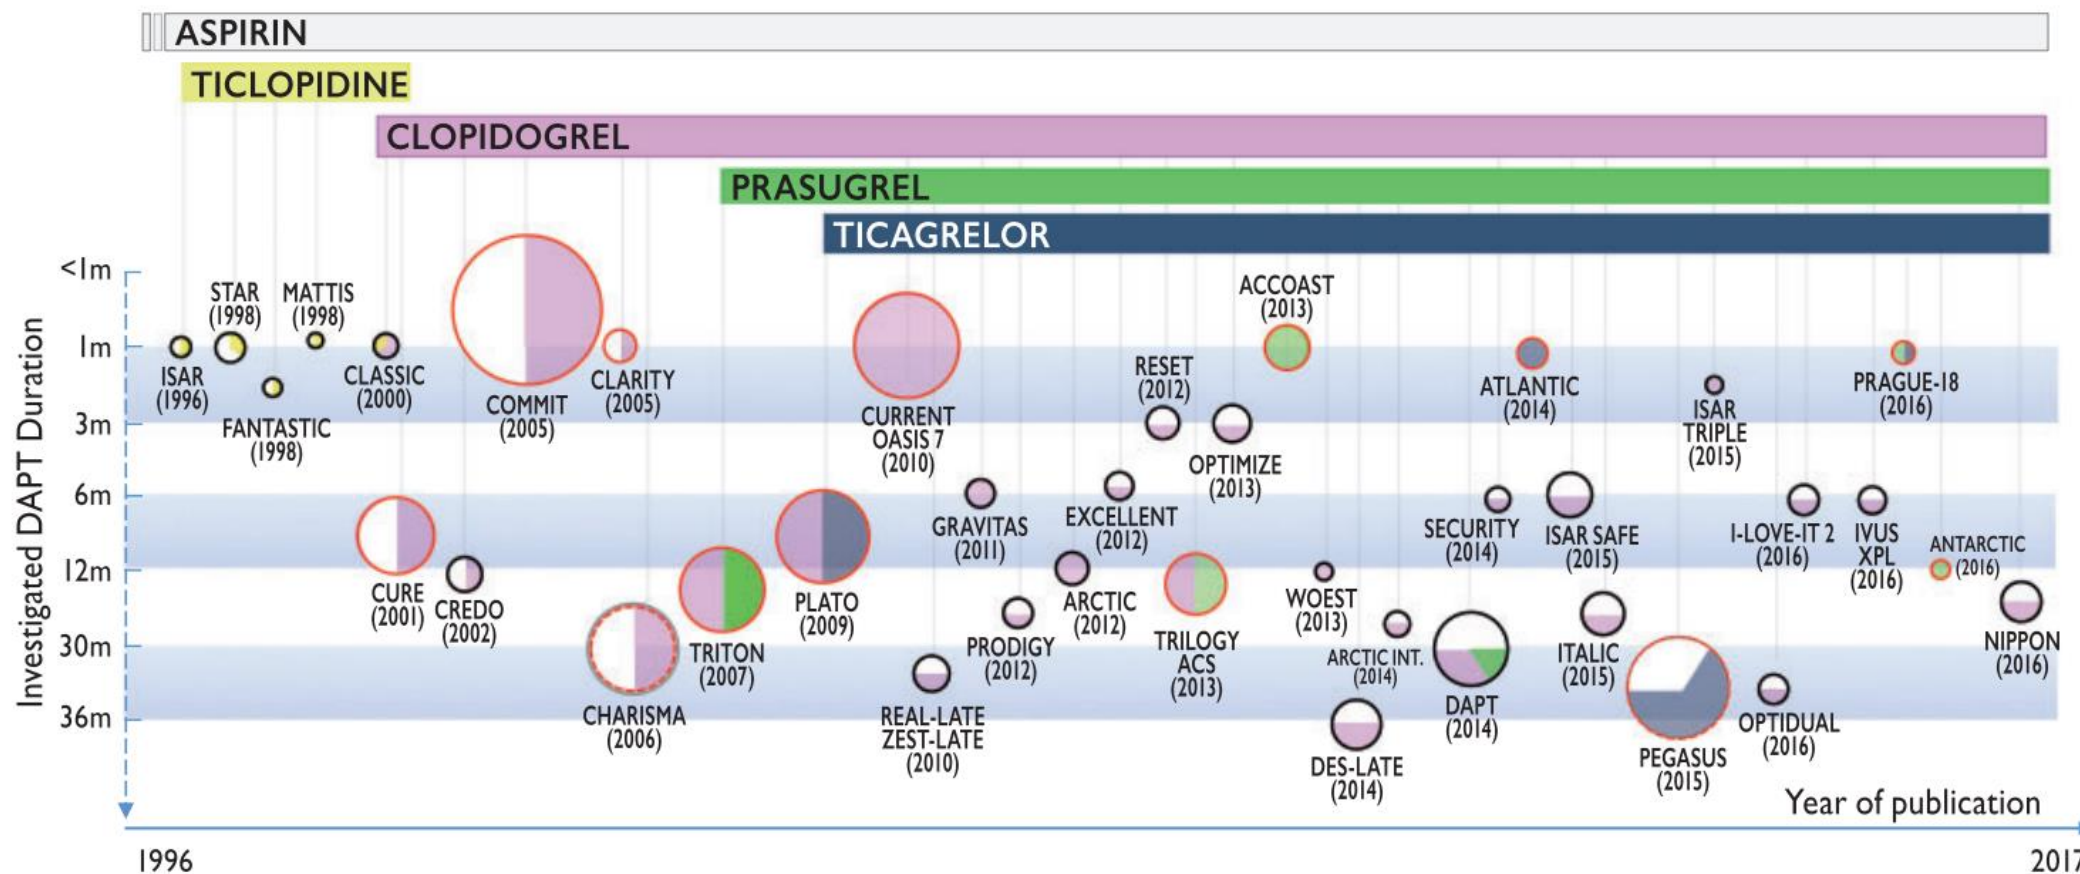 ASPIRIN
TICLOPIDINE
CLOPIDOGREL
PRASUGREL
TICAGRELOR
Investigated DAPT Duration
<1m
1m
3m
6m
12m
30m
36m
ISAR
(1996)
STAR
(1998)
FANTASTIC
(1998)
MATTIS
(1998)
CLASSIC
(2000)
CURE
(2001)
CREDO
(2002)
COMMIT
(2005)
CLARITY
(2005)
CHARISMA
(2006)
TRITON
(2007)
PLATO
(2009)
CURRENT
OASIS 7
(2010)
REAL-LATE
ZEST-LATE
(2010)
GRAVITAS
(2011)
PRODIGY
(2012)
ARCTIC
(2012)
EXCELLENT
(2012)
RESET
(2012)
TRILOGY
ACS
(2013)
OPTIMIZE
(2013)
ACCOAST
(2013)
WOEST
(2013)
DES-LATE
(2014)
ARCTIC INT.
(2014)
DAPT
(2014)
SECURITY
(2014)
ATLANTIC
(2014)
ISAR SAFE
(2015)
ITALIC
(2015)
PEGASUS
(2015)
ISAR
TRIPLE
(2015)
OPTIDUAL
(2016)
I-LOVE-IT 2
(2016)
IVUS
XPL
(2016)
PRAGUE-18
(2016)
ANTARCTIC
(2016)
NIPPON
(2016)
Year of publication
1996
2017